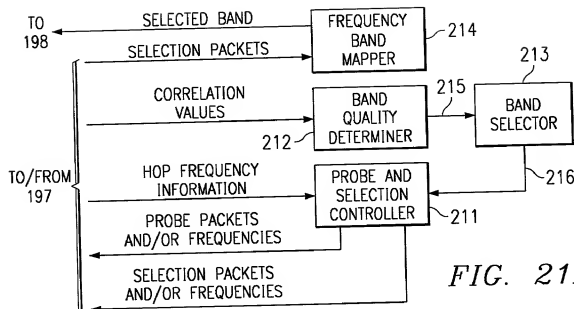 TO
198
SELECTED BAND
SELECTION PACKETS
FREQUENCY
BAND
MAPPER
214
CORRELATION
VALUES
212
BAND
QUALITY
DETERMINER
215
213
BAND
SELECTOR
216
TO/FROM
197
HOP FREQUENCY
INFORMATION
PROBE AND
SELECTION
CONTROLLER
211
PROBE PACKETS
AND/OR FREQUENCIES
SELECTION PACKETS
AND/OR FREQUENCIES
FIG. 21.